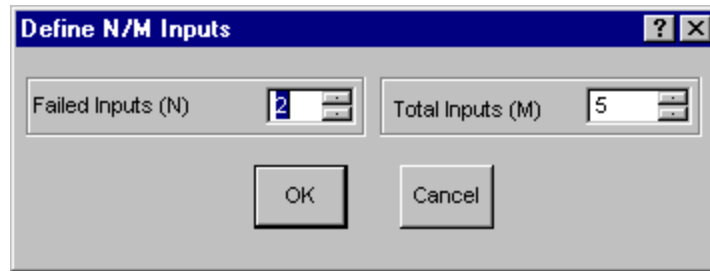 Define N/M Inputs ? X
Failed Inputs (N) 2 Total Inputs (M) 5
OK Cancel